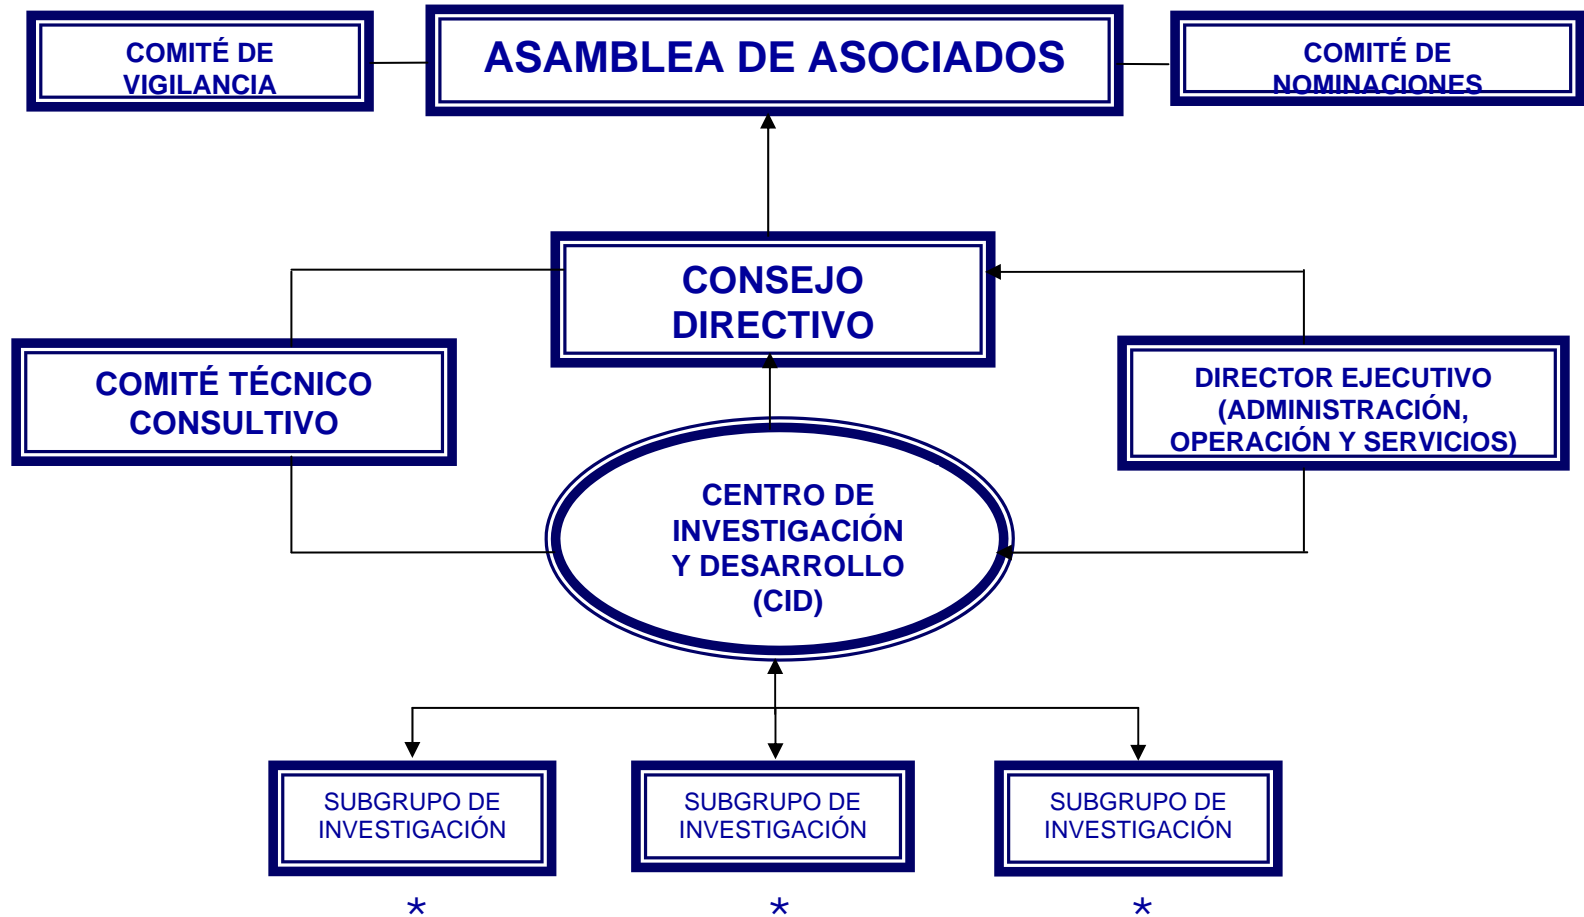 COMITÉ DE
VIGILANCIA
ASAMBLEA DE ASOCIADOS
COMITÉ DE
NOMINACIONES
CONSEJO
DIRECTIVO
COMITÉ TÉCNICO
CONSULTIVO
DIRECTOR EJECUTIVO
(ADMINISTRACIÓN,
OPERACIÓN Y SERVICIOS)
CENTRO DE
INVESTIGACIÓN
Y DESARROLLO
(CID)
SUBGRUPO DE
INVESTIGACIÓN
*
SUBGRUPO DE
INVESTIGACIÓN
*
SUBGRUPO DE
INVESTIGACIÓN
*